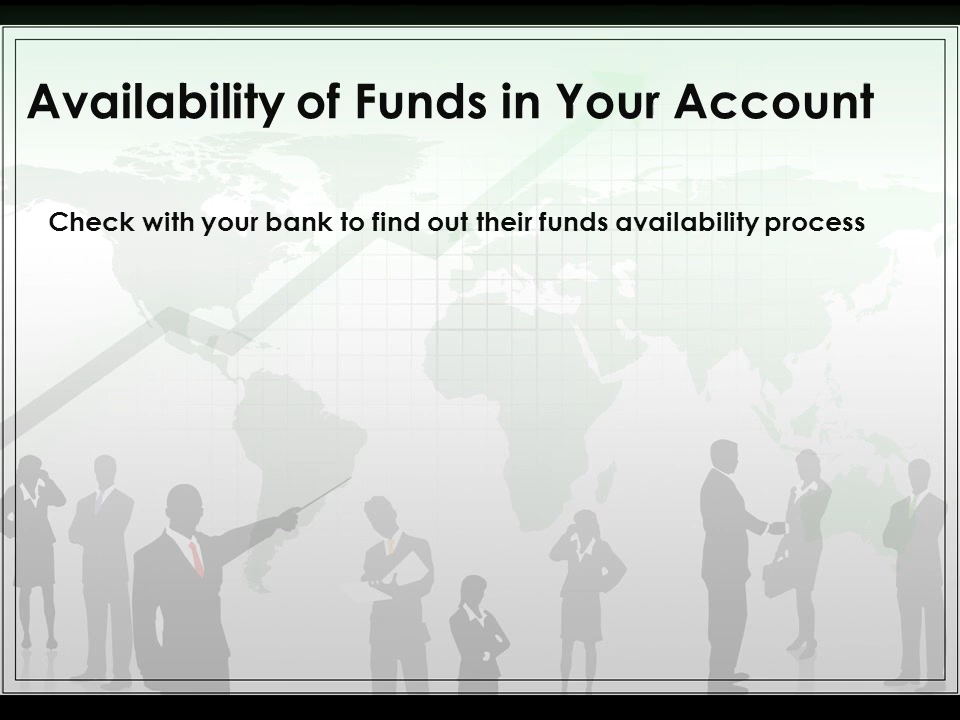 Availability of Funds in Your Account
Check with your bank to find out their funds availability process